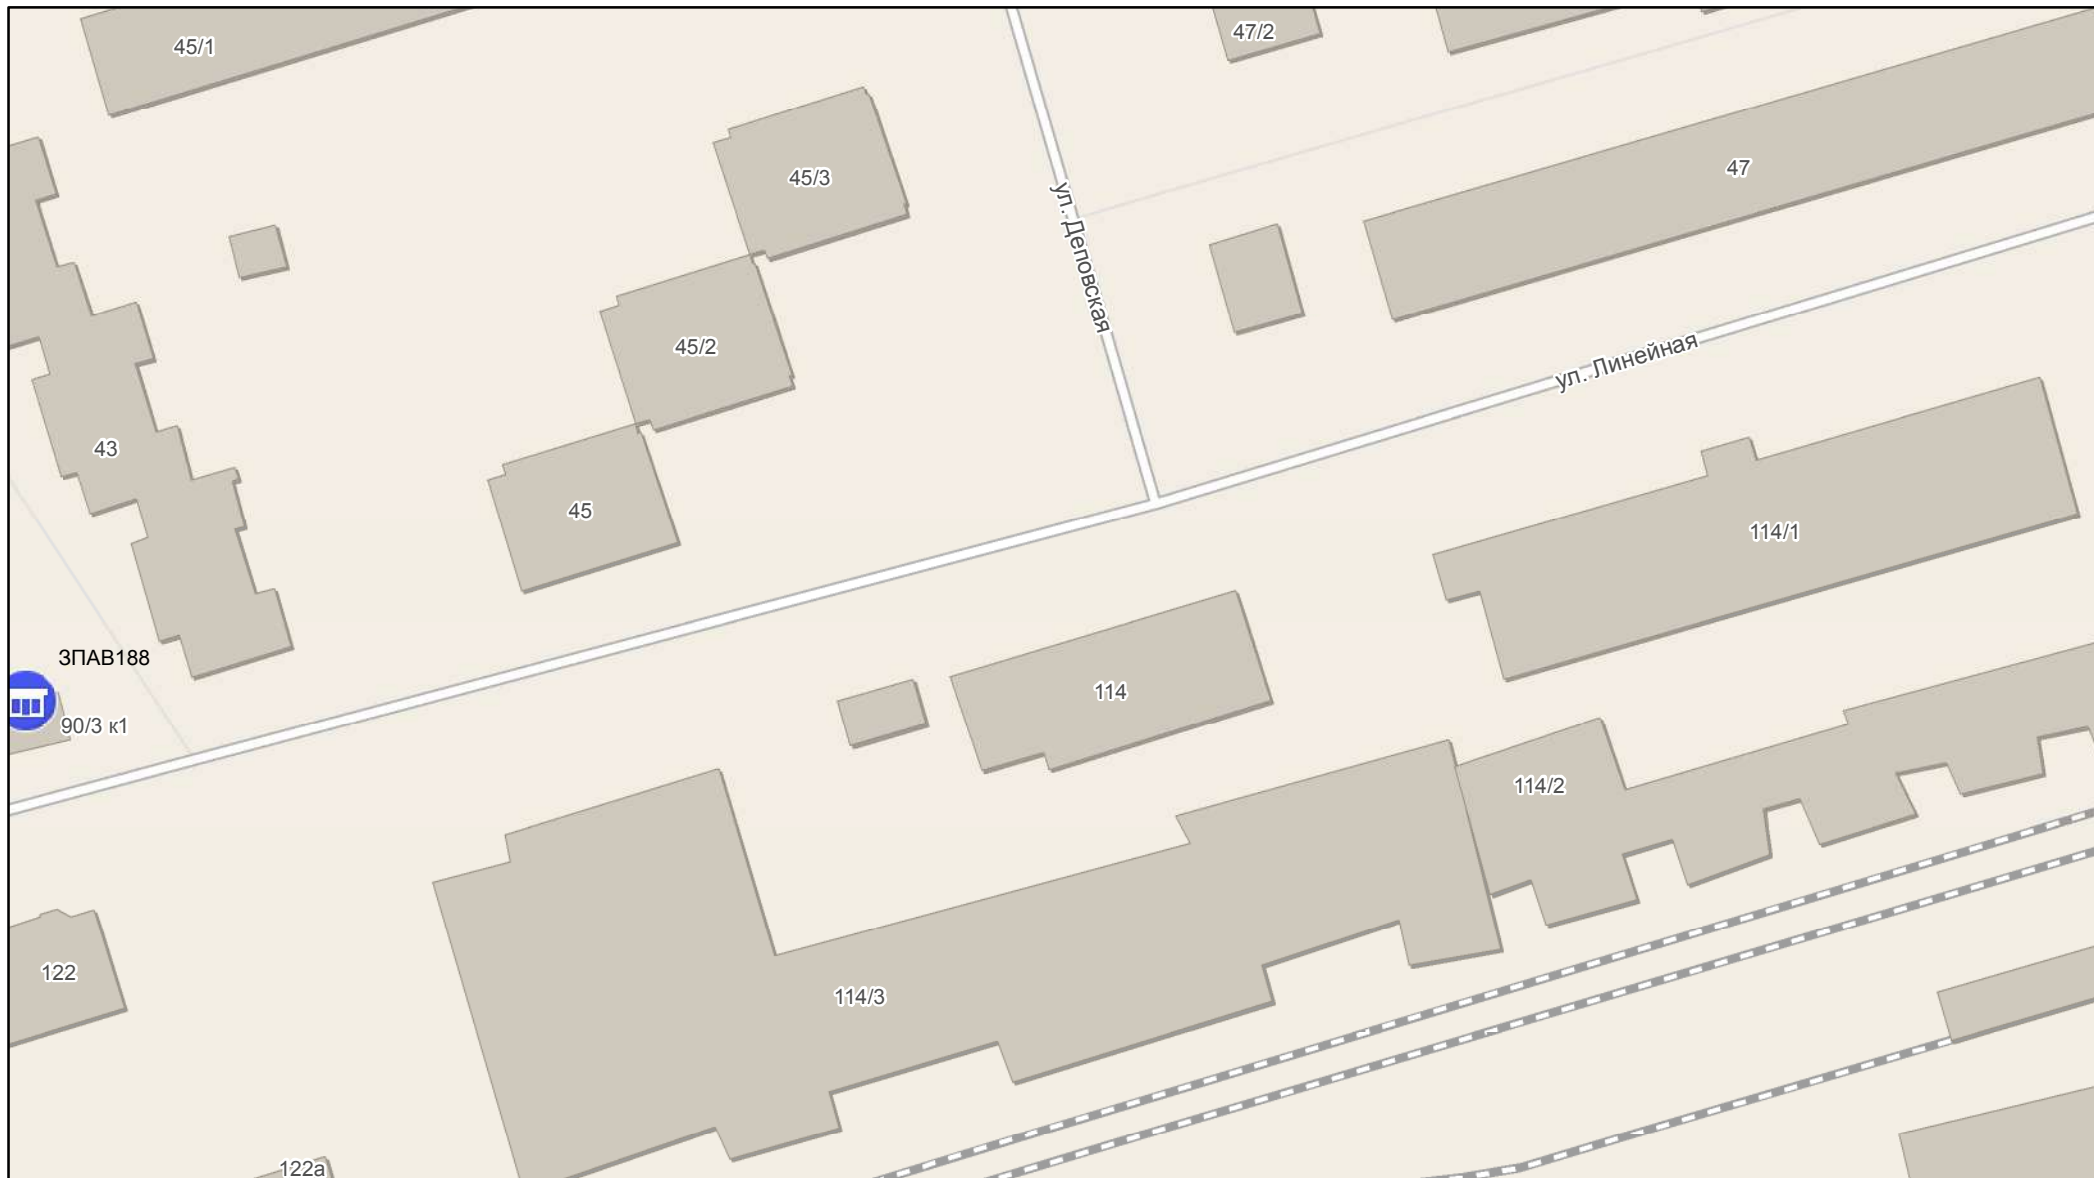 45/1
47/2
45/3
47
ул. Деповская
45/2
ул. Линейная
43
45
114/1
ЗПАВ188
114
90/3 к1
114/2
122
114/3
122а